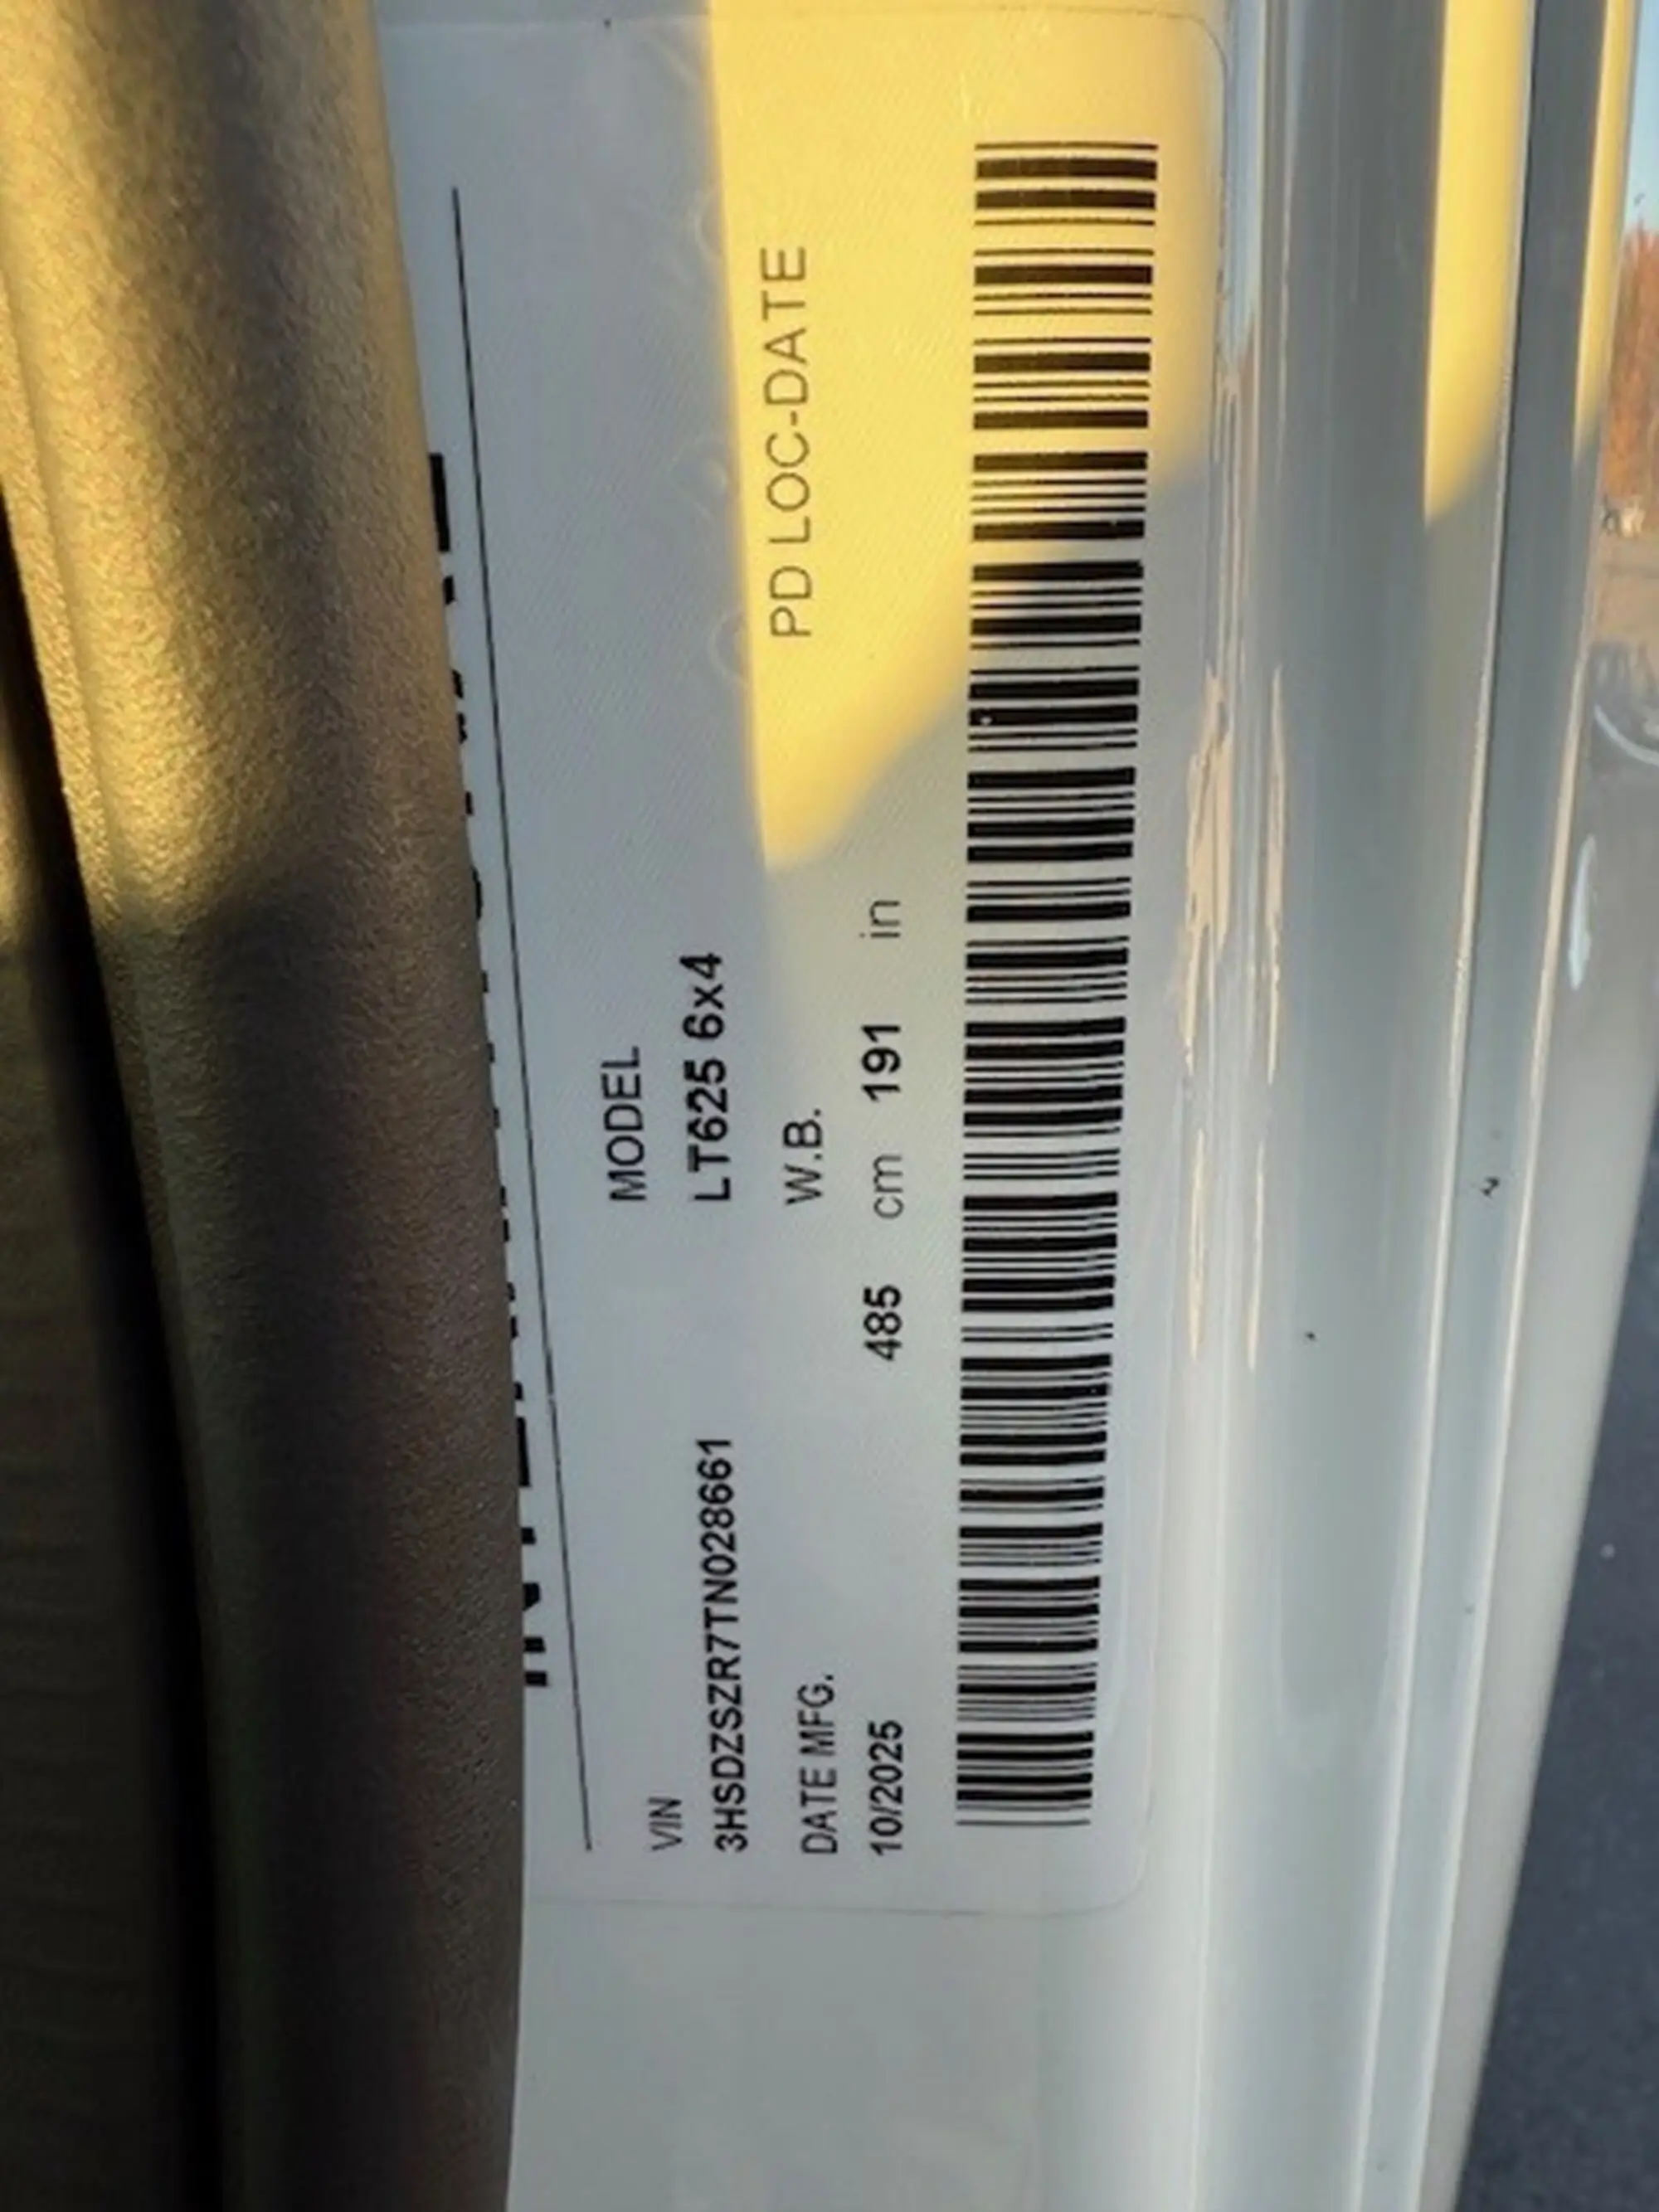 VIN
3HSDZSZR7TN028661
MODEL
LT625 6x4
DATE MFG.
10/2025
W.B.
485 cm 191 in
PD LOC-DATE